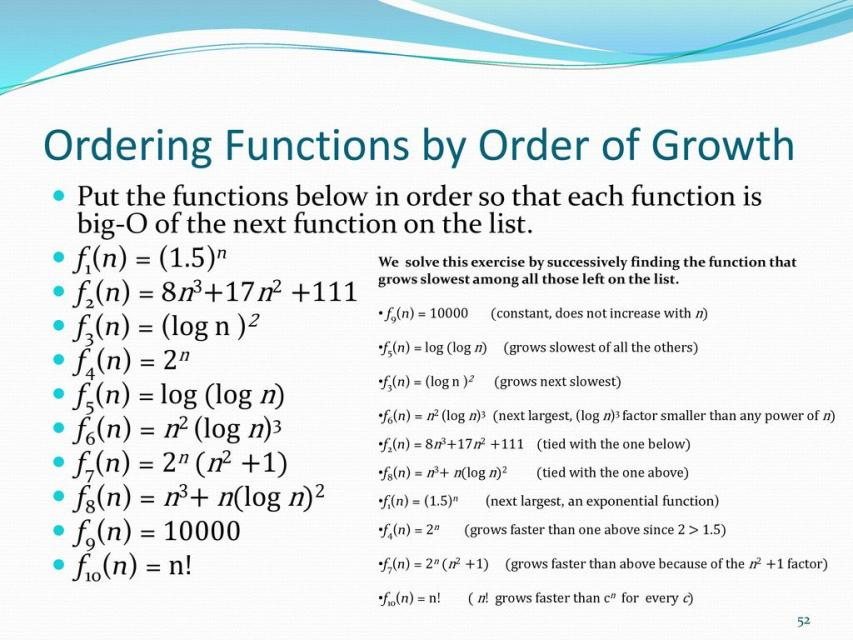 Ordering Functions by Order of Growth
• Put the functions below in order so that each function is
big-O of the next function on the list.
• f₁(n) = (1.5)ⁿ
• f₂(n) = 8n³+17n² +111
• f₃(n) = (log n )²
• f₄(n) = 2ⁿ
• f₅(n) = log (log n)
• f₆(n) = n² (log n)³
• f₇(n) = 2ⁿ (n² +1)
• f₈(n) = n³+ n(log n)²
• f₉(n) = 10000
• f₁₀(n) = n!
We solve this exercise by successively finding the function that
grows slowest among all those left on the list.
•f₉(n) = 10000 (constant, does not increase with n)
•f₅(n) = log (log n) (grows slowest of all the others)
•f₃(n) = (log n )² (grows next slowest)
•f₆(n) = n² (log n)³ (next largest, (log n)³ factor smaller than any power of n)
•f₂(n) = 8n³+17n² +111 (tied with the one below)
•f₈(n) = n³+ n(log n)² (tied with the one above)
•f₁(n) = (1.5)ⁿ (next largest, an exponential function)
•f₄(n) = 2ⁿ (grows faster than one above since 2 > 1.5)
•f₇(n) = 2ⁿ (n² +1) (grows faster than above because of the n² +1 factor)
•f₁₀(n) = n! ( n! grows faster than cⁿ for every c)
52